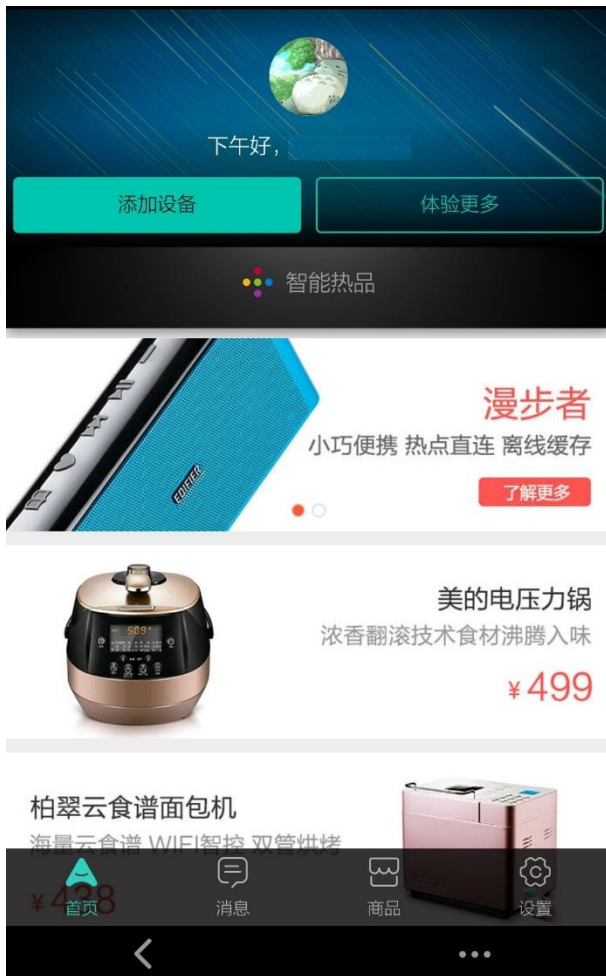 下午好，
添加设备
体验更多
智能热品
漫步者
小巧便携 热点直连 离线缓存
了解更多
EDIFIER
美的电压力锅
浓香翻滚技术食材沸腾入味
¥499
柏翠云食谱面包机
海量云食谱 WIFI智控 双管烘烤
¥438
首页
消息
商品
设置